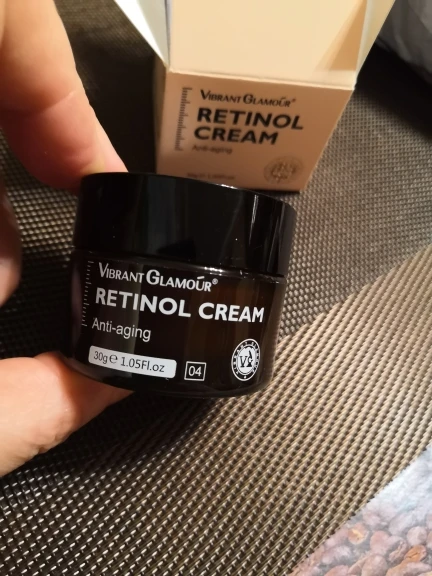 VIBRANT GLAMOUR®
RETINOL
CREAM
Anti-aging
VIBRANT GLAMOUR®
RETINOL CREAM
Anti-aging
30g e 1.05Fl.oz
04